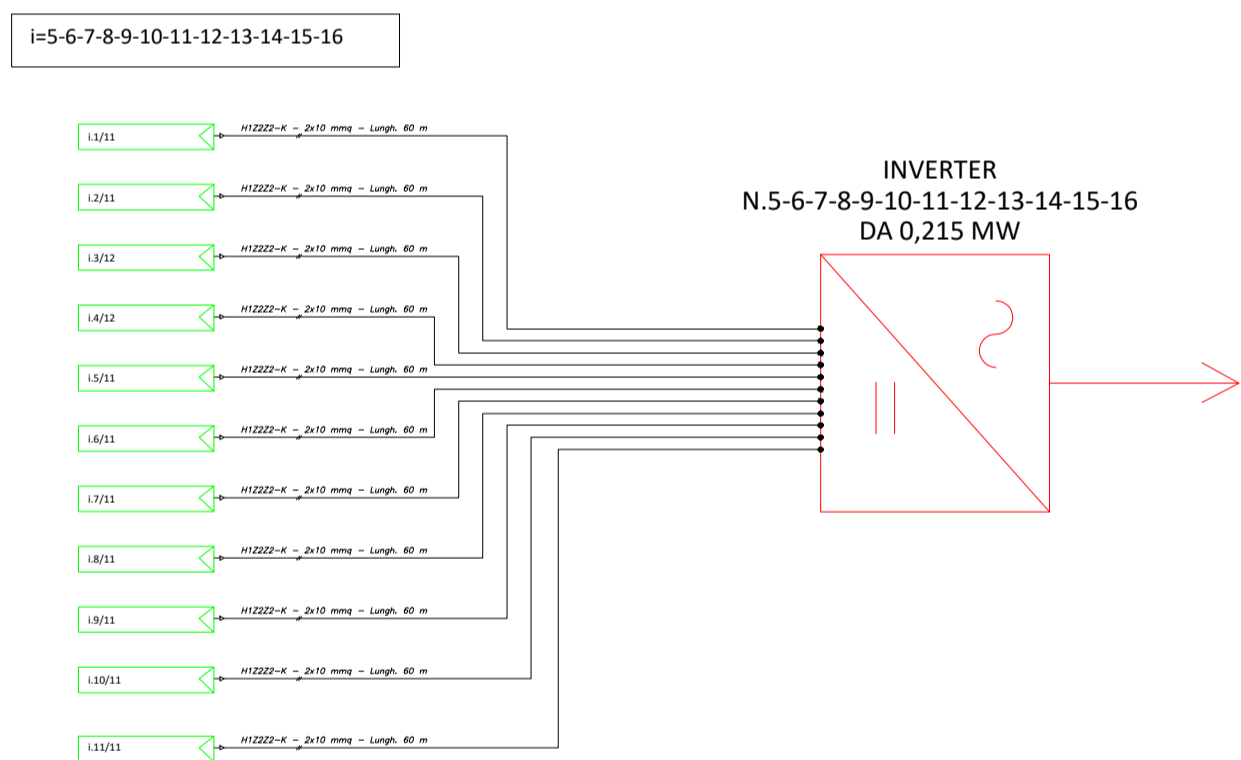 i=5-6-7-8-9-10-11-12-13-14-15-16
i.1/11
H1Z2Z2-K - 2x10 mmq - Lungh. 60 m
i.2/11
H1Z2Z2-K - 2x10 mmq - Lungh. 60 m
INVERTER
N.5-6-7-8-9-10-11-12-13-14-15-16
DA 0,215 MW
i.3/12
H1Z2Z2-K - 2x10 mmq - Lungh. 60 m
i.4/12
H1Z2Z2-K - 2x10 mmq - Lungh. 60 m
i.5/11
H1Z2Z2-K - 2x10 mmq - Lungh. 60 m
i.6/11
H1Z2Z2-K - 2x10 mmq - Lungh. 60 m
i.7/11
H1Z2Z2-K - 2x10 mmq - Lungh. 60 m
i.8/11
H1Z2Z2-K - 2x10 mmq - Lungh. 60 m
i.9/11
H1Z2Z2-K - 2x10 mmq - Lungh. 60 m
i.10/11
H1Z2Z2-K - 2x10 mmq - Lungh. 60 m
i.11/11
H1Z2Z2-K - 2x10 mmq - Lungh. 60 m